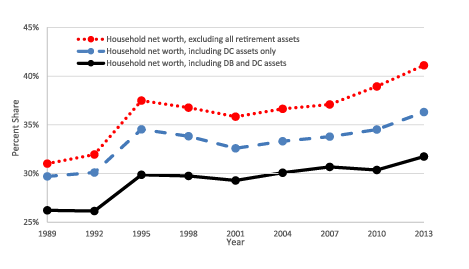 45%
Household net worth, excluding all retirement assets
Household net worth, including DC assets only
Household net worth, including DB and DC assets
40%
35%
30%
25%
Percent Share
1989 1992 1995 1998 2001 2004 2007 2010 2013
Year